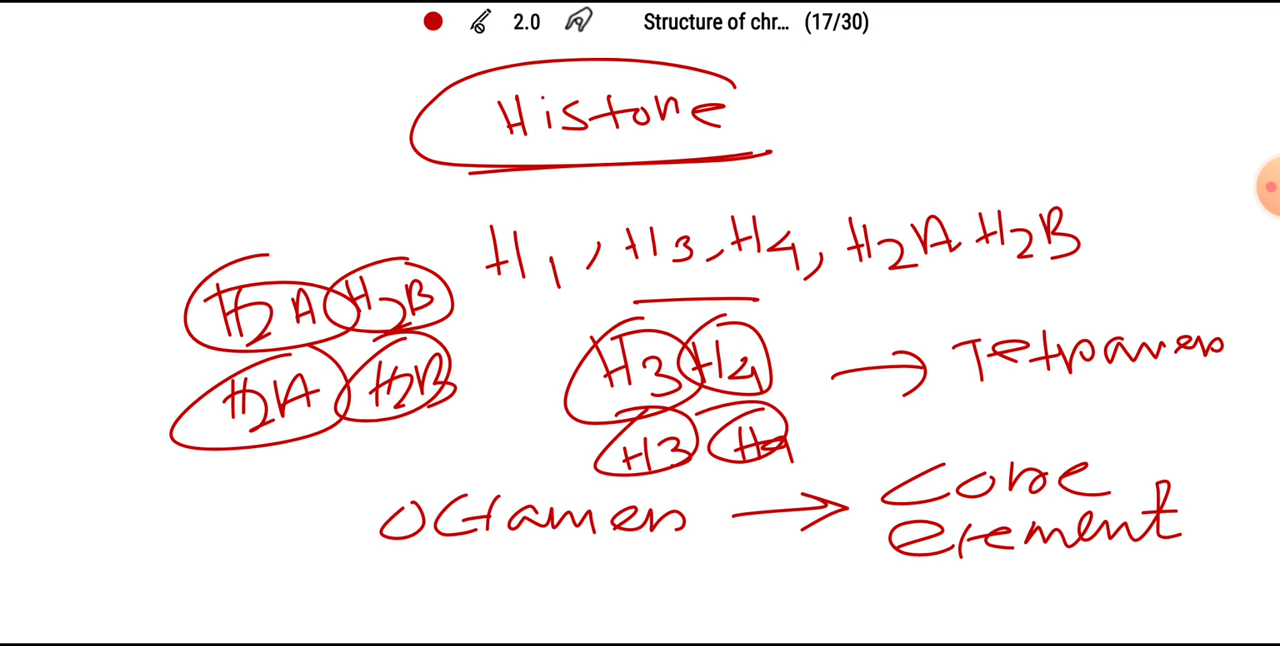 2.0 Structure of chr... (17/30)
Histone
H1, H3, H4, H2A H2B
H2A H2B
H2A H2B
H3 H4 → Tetramer
H3 H4
Octamer → Core
element